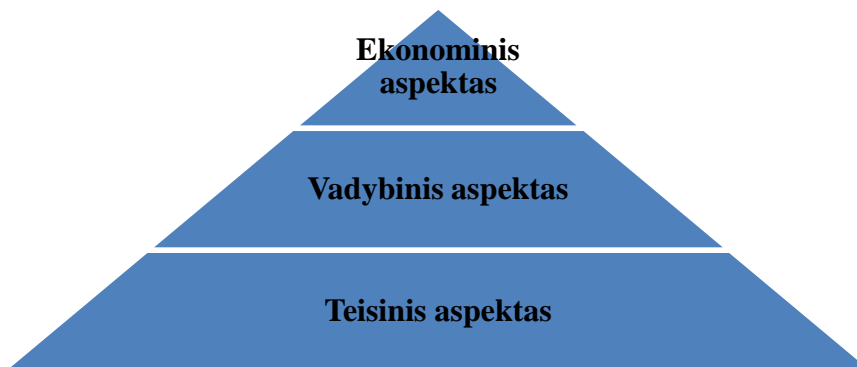 Ekonominis
aspektas
Vadybinis aspektas
Teisinis aspektas